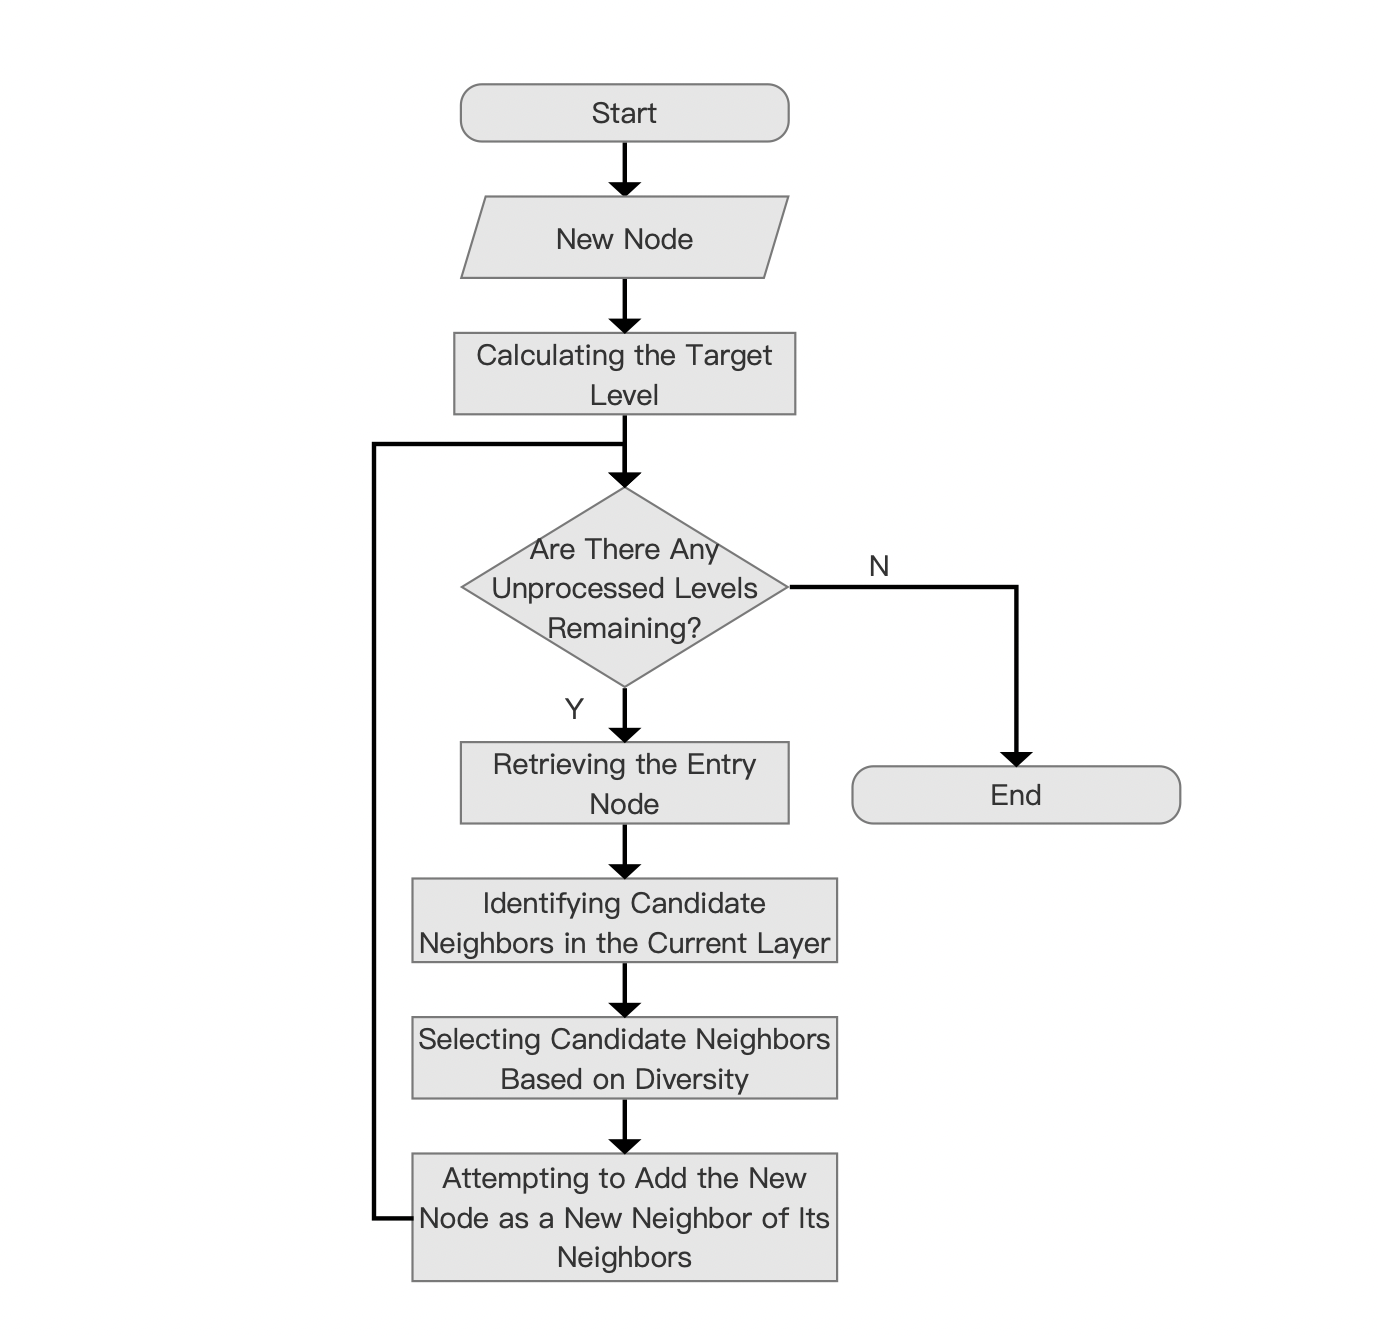 Start
New Node
Calculating the Target
Level
Are There Any
Unprocessed Levels
Remaining?
N
Y
Retrieving the Entry
Node
End
Identifying Candidate
Neighbors in the Current Layer
Selecting Candidate Neighbors
Based on Diversity
Attempting to Add the New
Node as a New Neighbor of Its
Neighbors